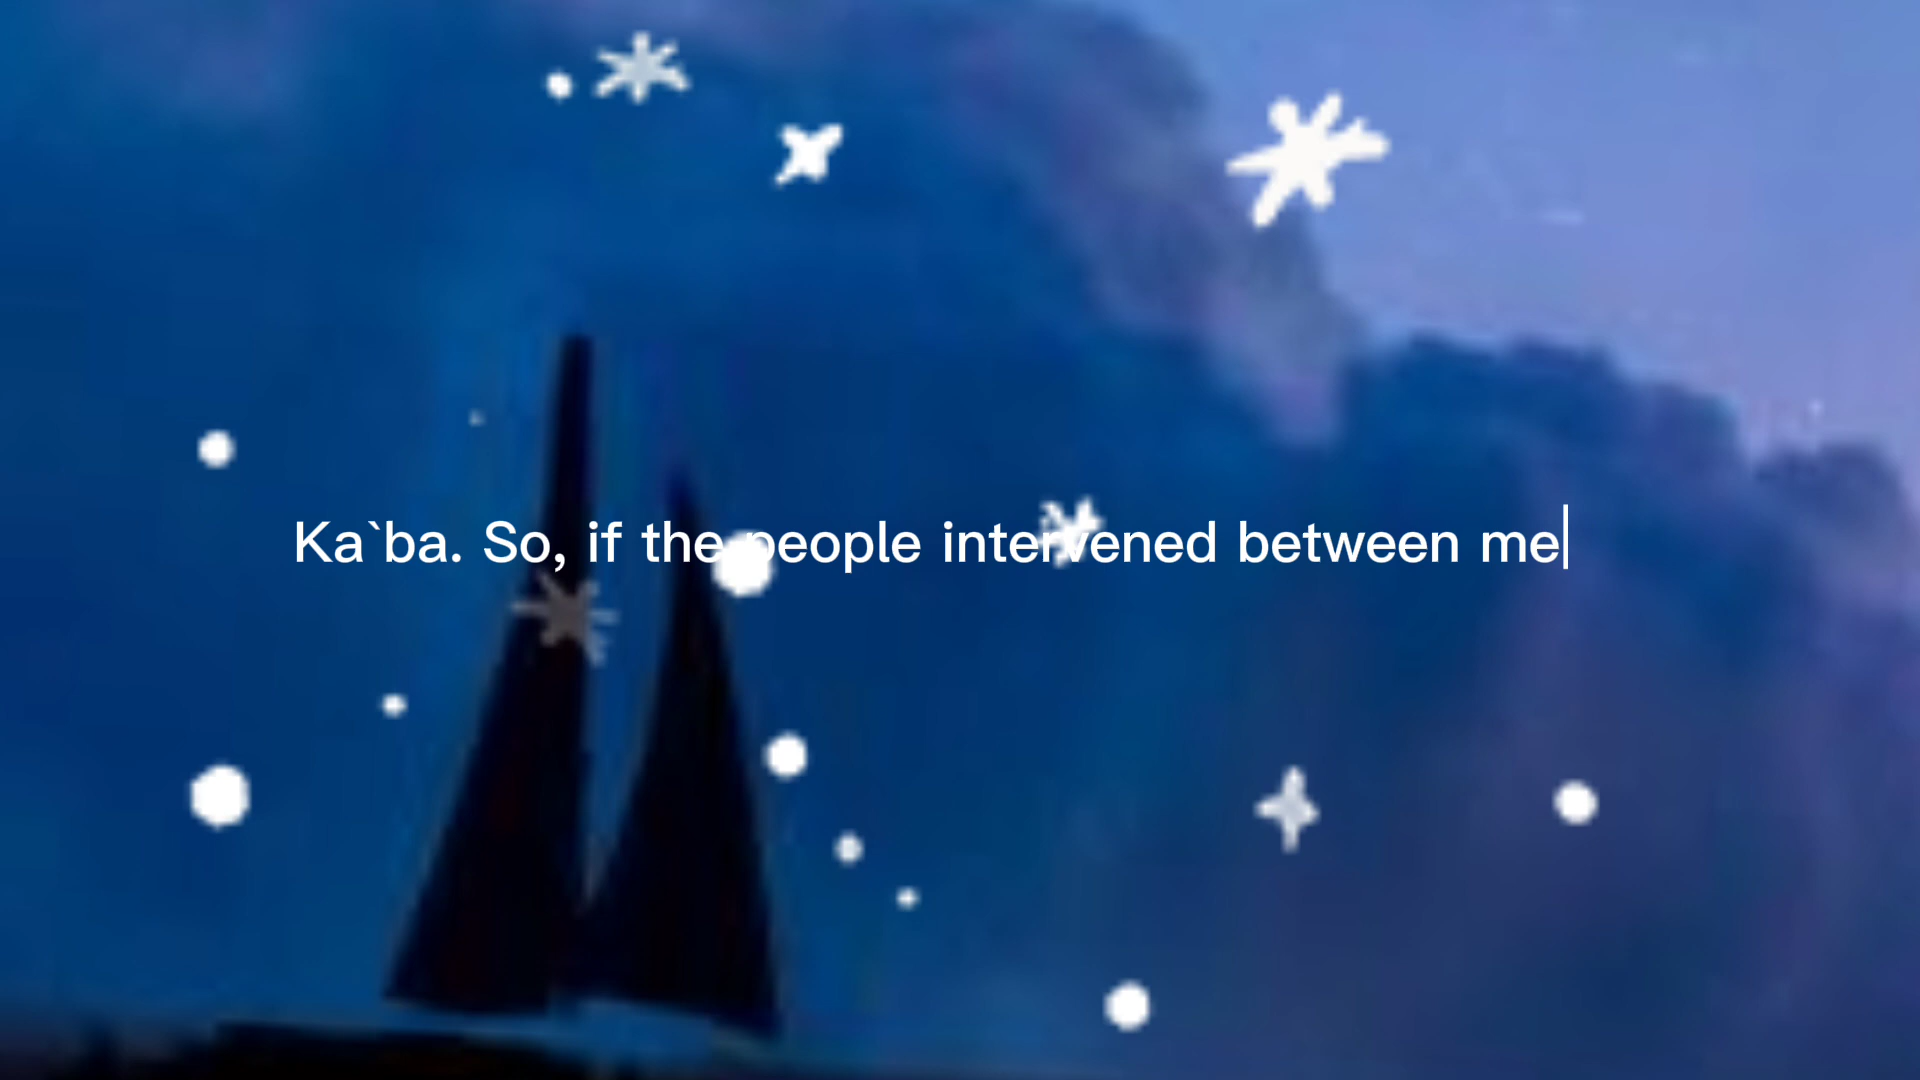 Ka`ba. So, if the people intervened between me